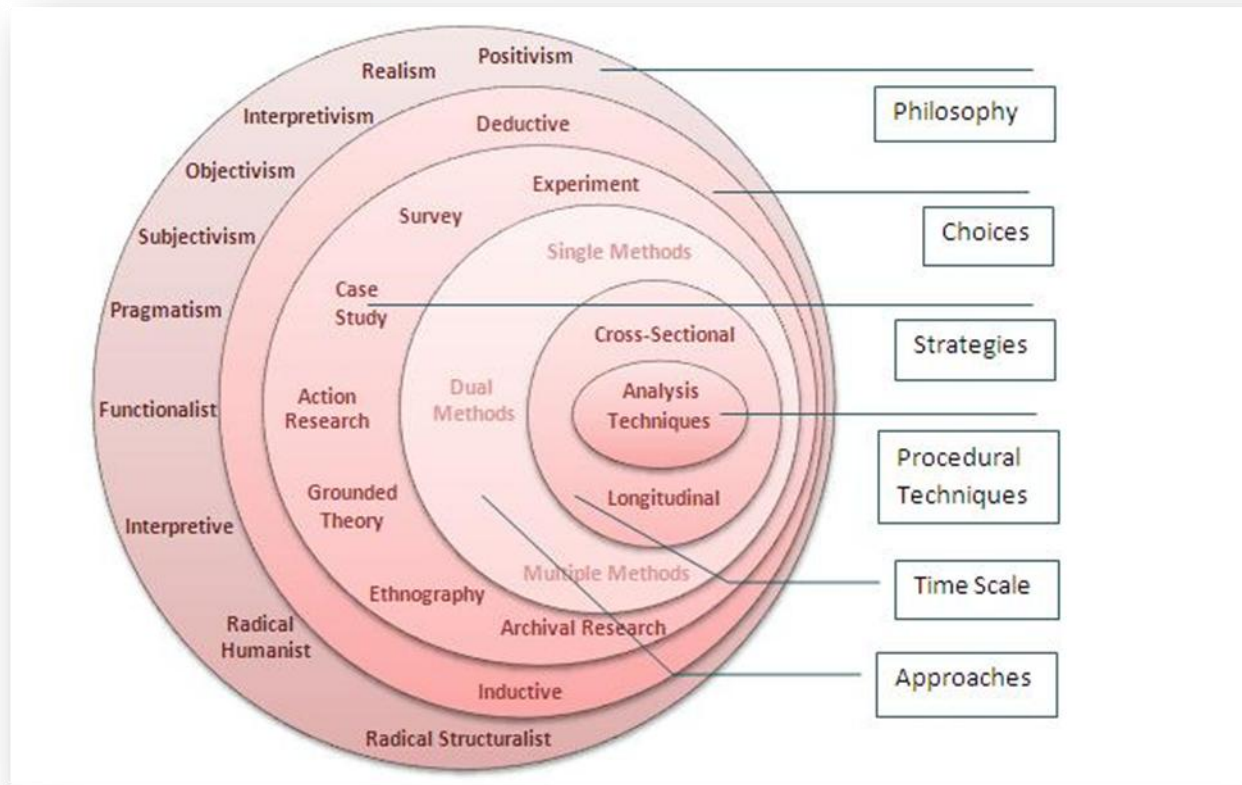 Positivism
Realism
Interpretivism
Objectivism
Subjectivism
Pragmatism
Functionalist
Interpretive
Radical
Humanist
Radical Structuralist
Deductive
Inductive
Experiment
Survey
Case
Study
Action
Research
Grounded
Theory
Ethnography
Archival Research
Single Methods
Dual
Methods
Multiple Methods
Cross-Sectional
Longitudinal
Analysis
Techniques
Philosophy
Choices
Strategies
Procedural
Techniques
Time Scale
Approaches